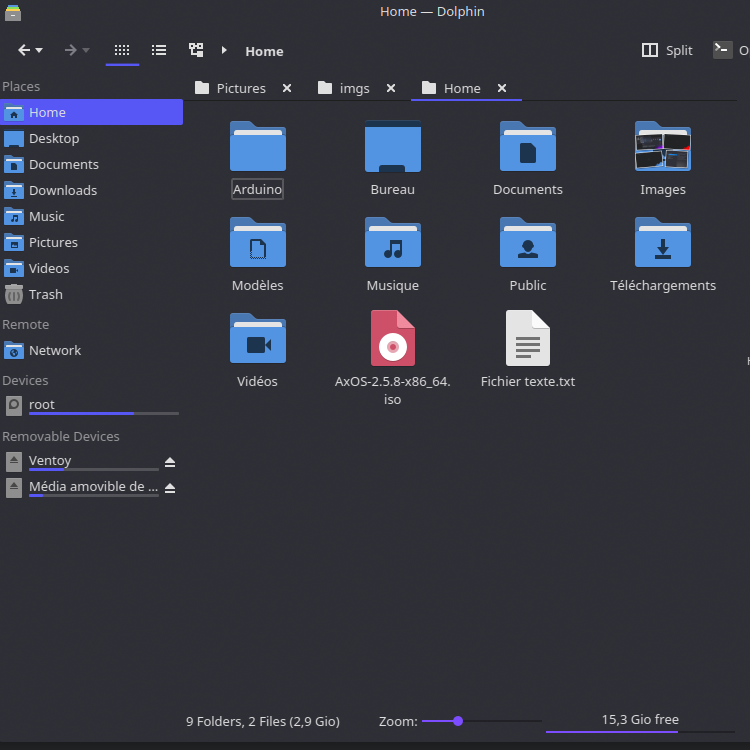 Home — Dolphin
Home
Split
Places
Pictures
imgs
Home
Home
Desktop
Documents
Downloads
Music
Pictures
Videos
Trash
Remote
Network
Devices
root
Removable Devices
Ventoy
Média amovible de ...
Arduino
Bureau
Documents
Images
Modèles
Musique
Public
Téléchargements
Vidéos
AxOS-2.5.8-x86_64.
iso
Fichier texte.txt
9 Folders, 2 Files (2,9 Gio)
Zoom:
15,3 Gio free